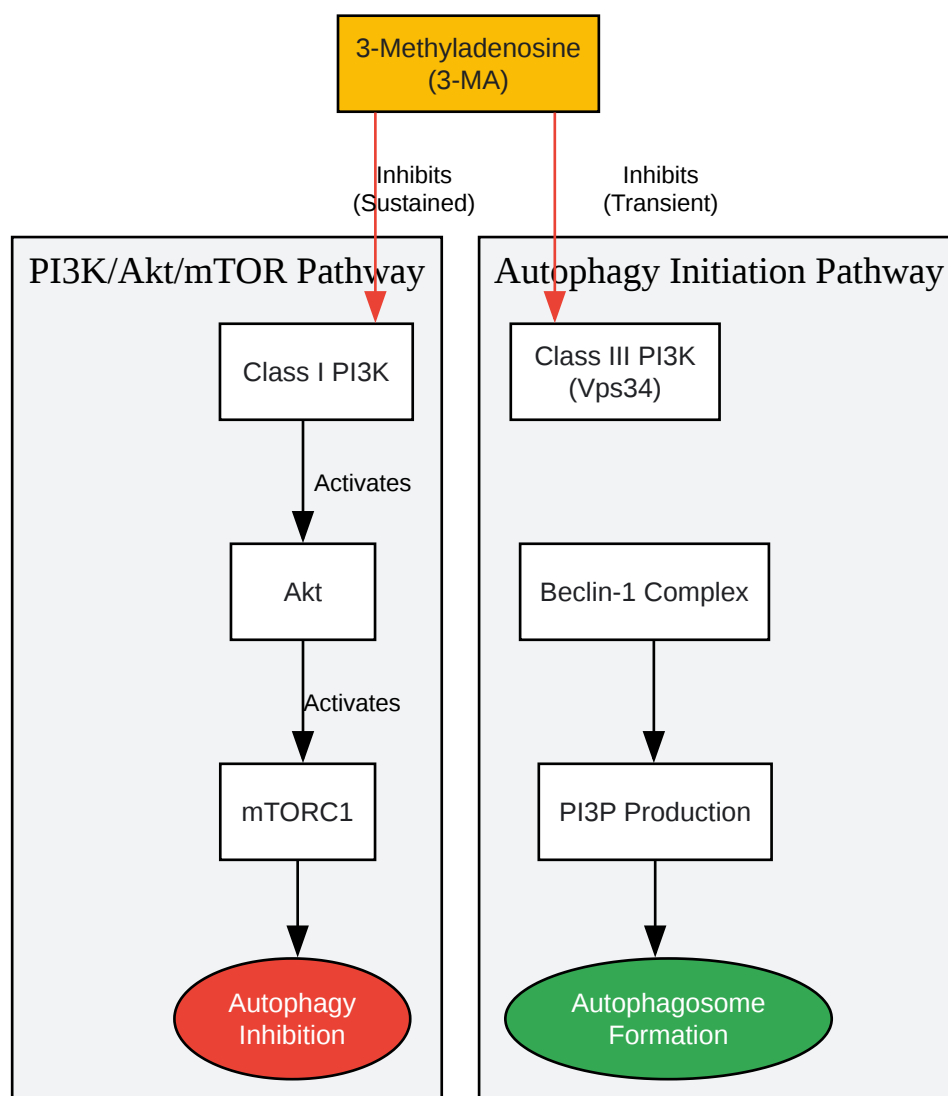 3-Methyladenosine
(3-MA)
Inhibits
(Sustained)
Inhibits
(Transient)
PI3K/Akt/mTOR Pathway
Autophagy Initiation Pathway
Class I PI3K
Class III PI3K
(Vps34)
Activates
Akt
Beclin-1 Complex
Activates
mTORC1
PI3P Production
Autophagy
Inhibition
Autophagosome
Formation